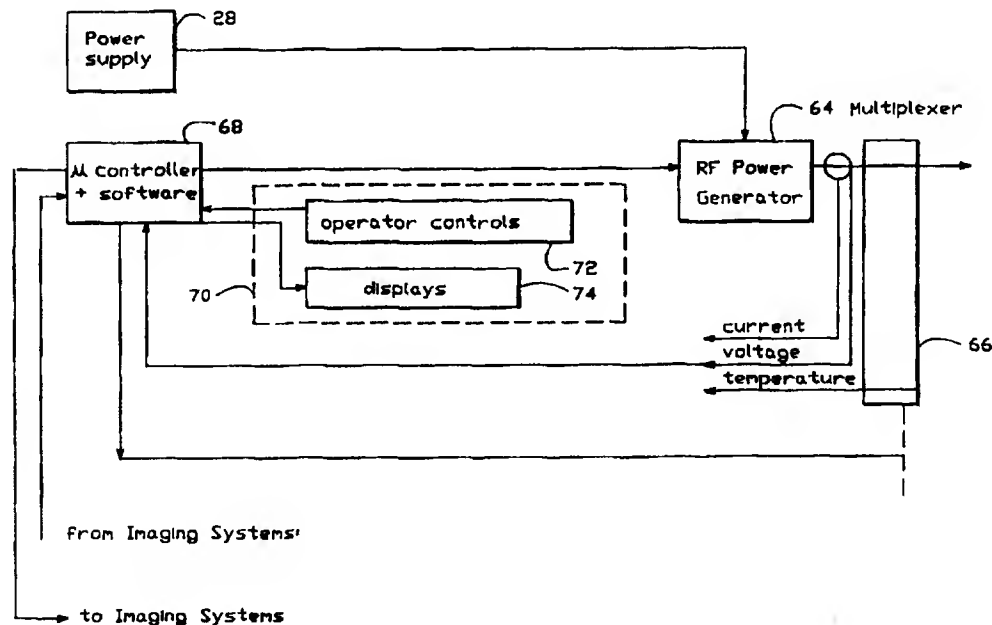 28
Power
supply
68
64 Multiplexer
μ controller
+ software
RF Power
Generator
operator controls
72
displays
74
70
current
voltage
temperature
66
from Imaging Systems:
to Imaging Systems